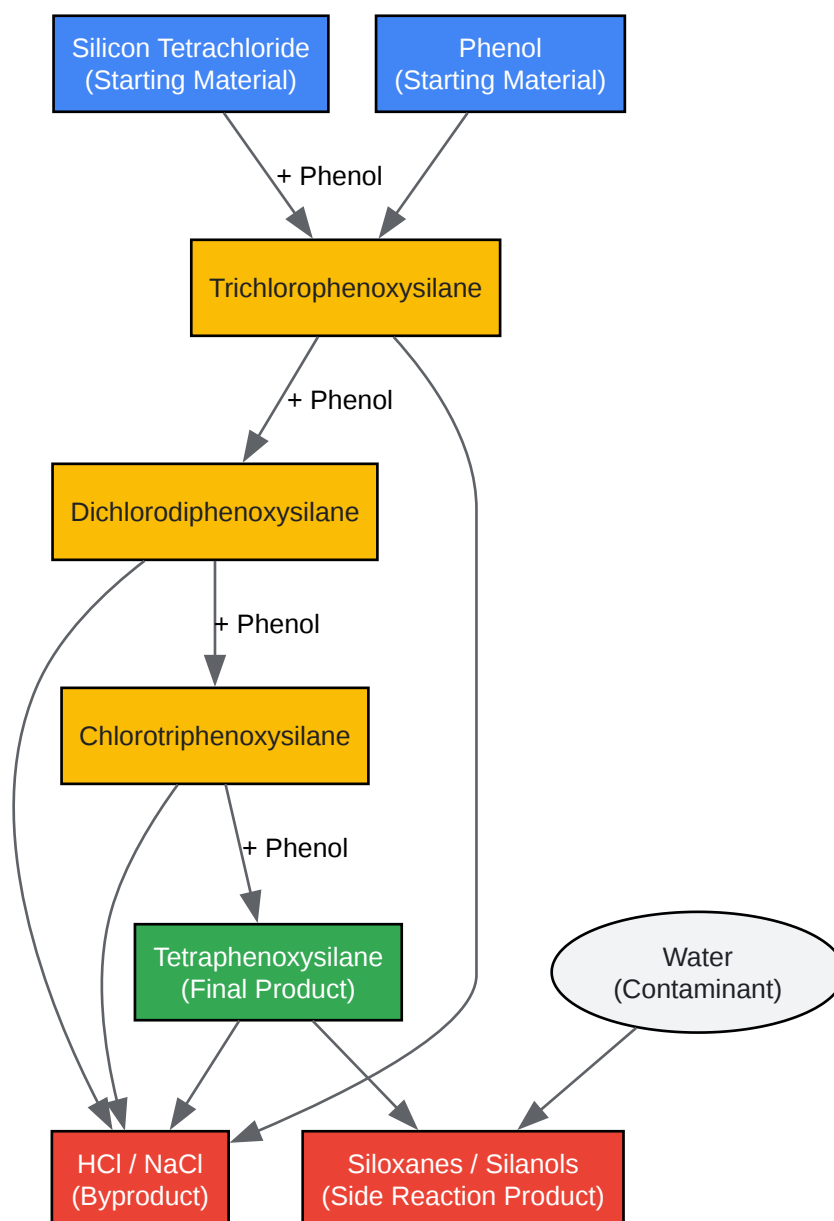 Silicon Tetrachloride
(Starting Material)
Phenol
(Starting Material)
+ Phenol
Trichlorophenoxysilane
+ Phenol
Dichlorodiphenoxysilane
+ Phenol
Chlorotriphenoxysilane
+ Phenol
Tetraphenoxysilane
(Final Product)
Water
(Contaminant)
HCl / NaCl
(Byproduct)
Siloxanes / Silanols
(Side Reaction Product)